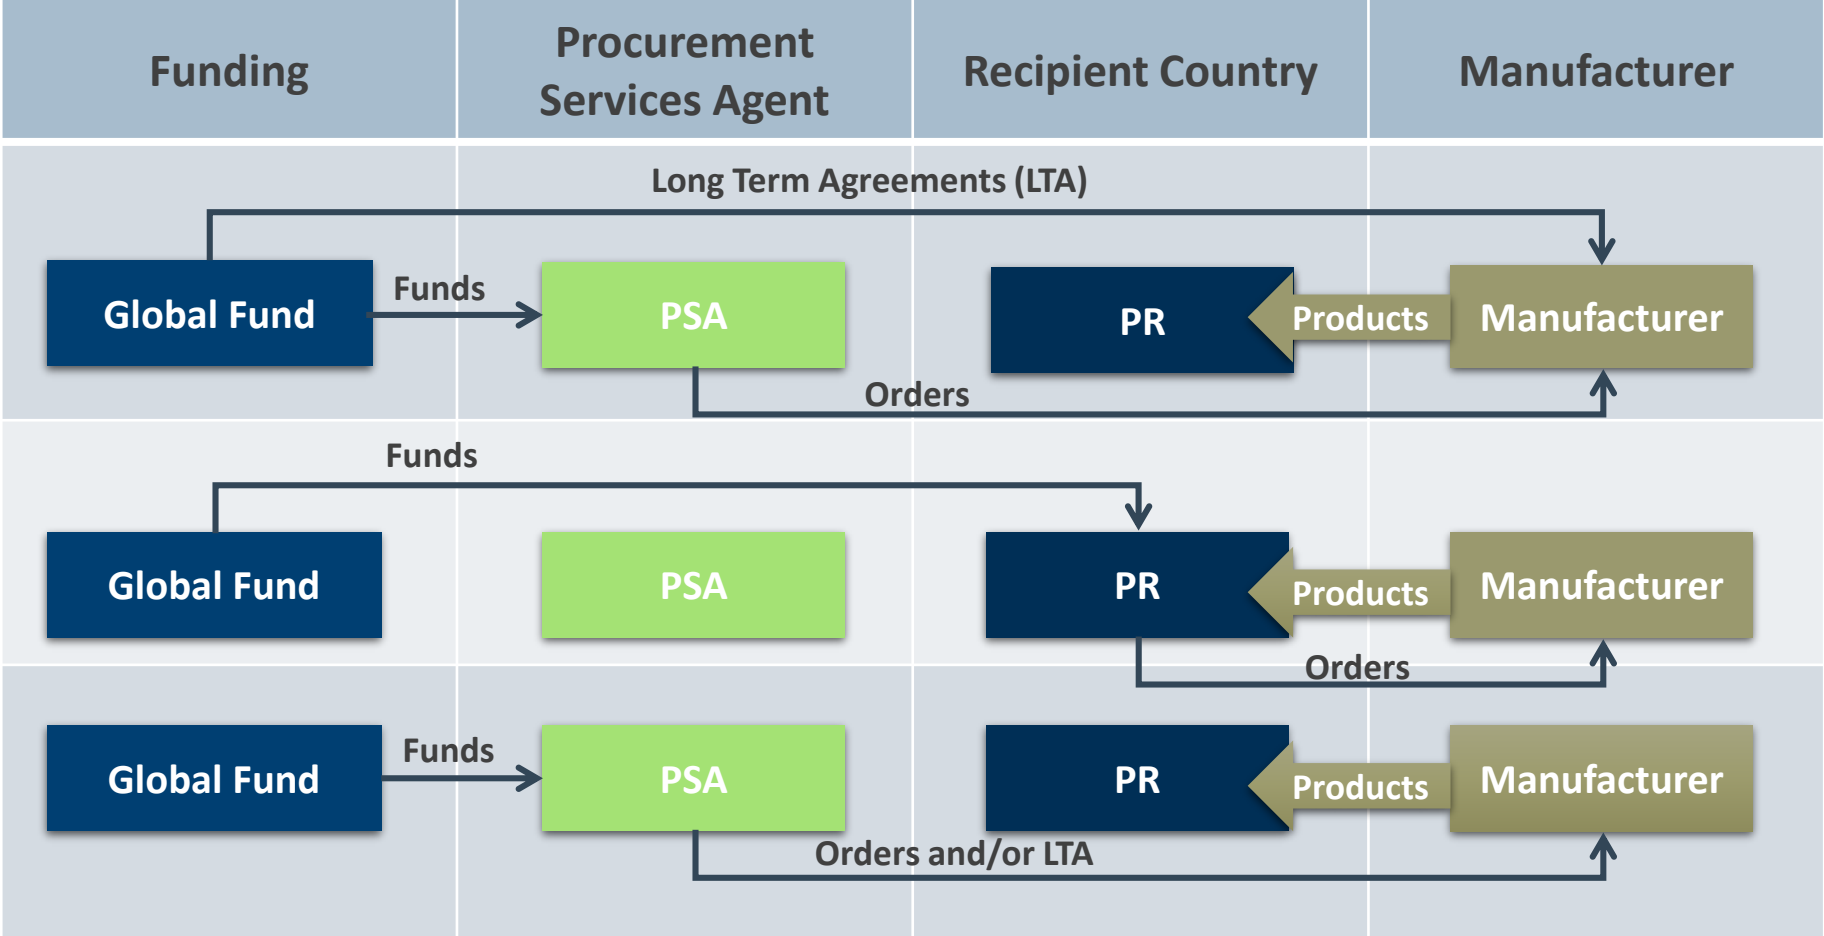 Funding
Procurement
Services Agent
Recipient Country
Manufacturer
Long Term Agreements (LTA)
Global Fund
Funds
PSA
PR
Products
Manufacturer
Orders
Funds
Global Fund
PSA
PR
Products
Manufacturer
Orders
Global Fund
Funds
PSA
PR
Products
Manufacturer
Orders and/or LTA